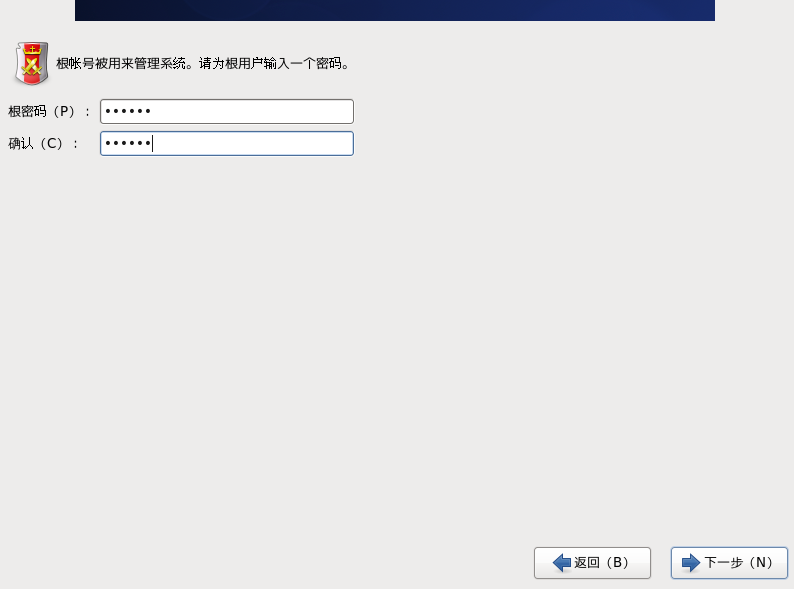 根帐号被用来管理系统。请为根用户输入一个密码。
根密码（P）： ••••••
确认（C）： ••••••
返回（B）
下一步（N）